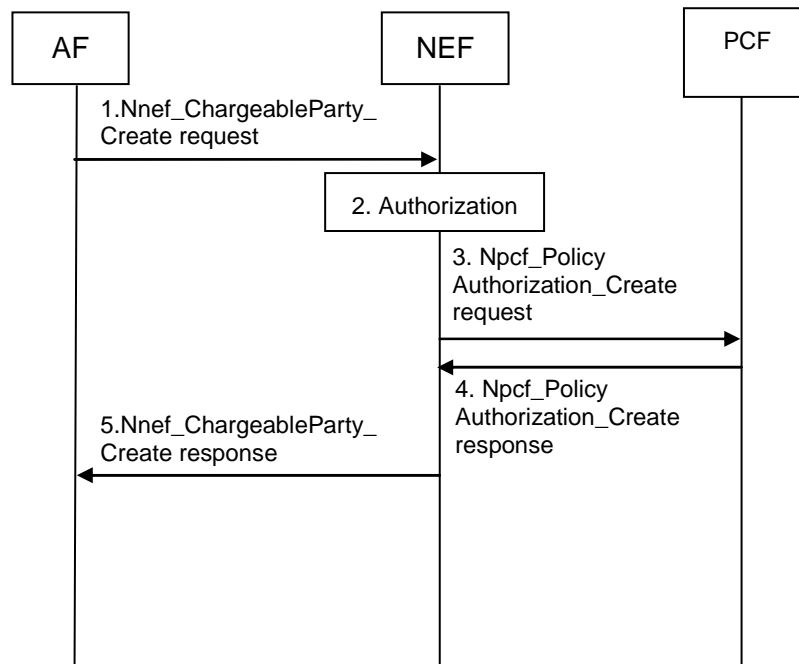 AF
NEF
PCF
1.Nnef_ChargeableParty_
Create request
2. Authorization
3. Npcf_Policy
Authorization_Create
request
4. Npcf_Policy
Authorization_Create
response
5.Nnef_ChargeableParty_
Create response